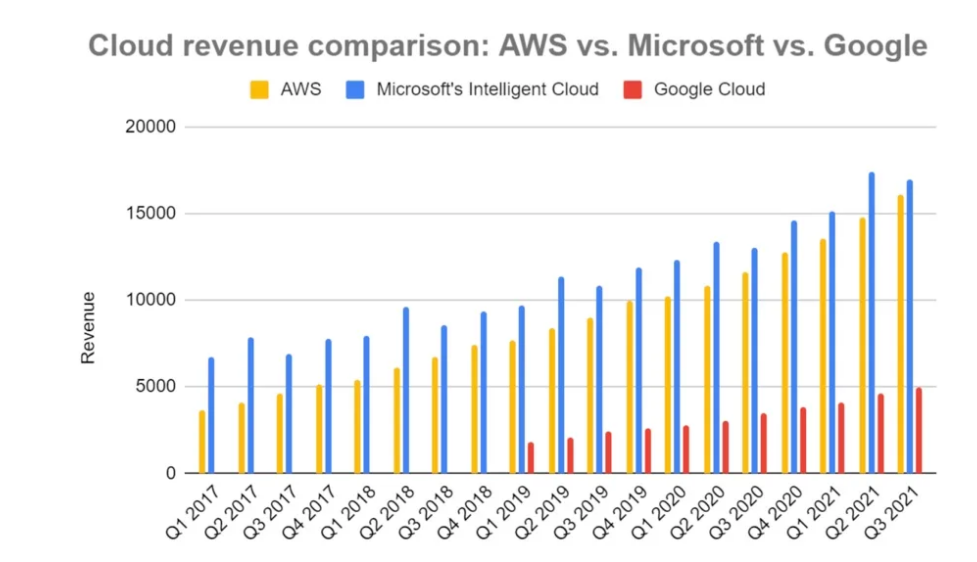 Cloud revenue comparison: AWS vs. Microsoft vs. Google
AWS Microsoft's Intelligent Cloud Google Cloud
20000
15000
10000
5000
0
Revenue
Q1 2017
Q2 2017
Q3 2017
Q4 2017
Q1 2018
Q2 2018
Q3 2018
Q4 2018
Q1 2019
Q2 2019
Q3 2019
Q4 2019
Q1 2020
Q2 2020
Q3 2020
Q4 2020
Q1 2021
Q2 2021
Q3 2021